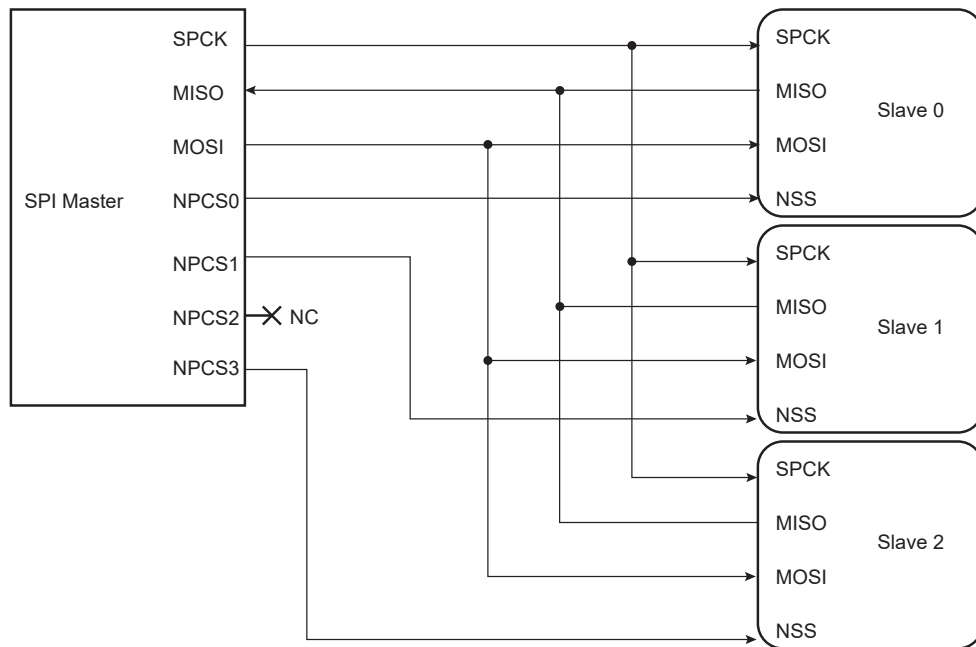 SPI Master
SPCK
MISO
MOSI
NPCS0
NPCS1
NPCS2
NC
NPCS3
SPCK
MISO
Slave 0
MOSI
NSS
SPCK
MISO
Slave 1
MOSI
NSS
SPCK
MISO
Slave 2
MOSI
NSS